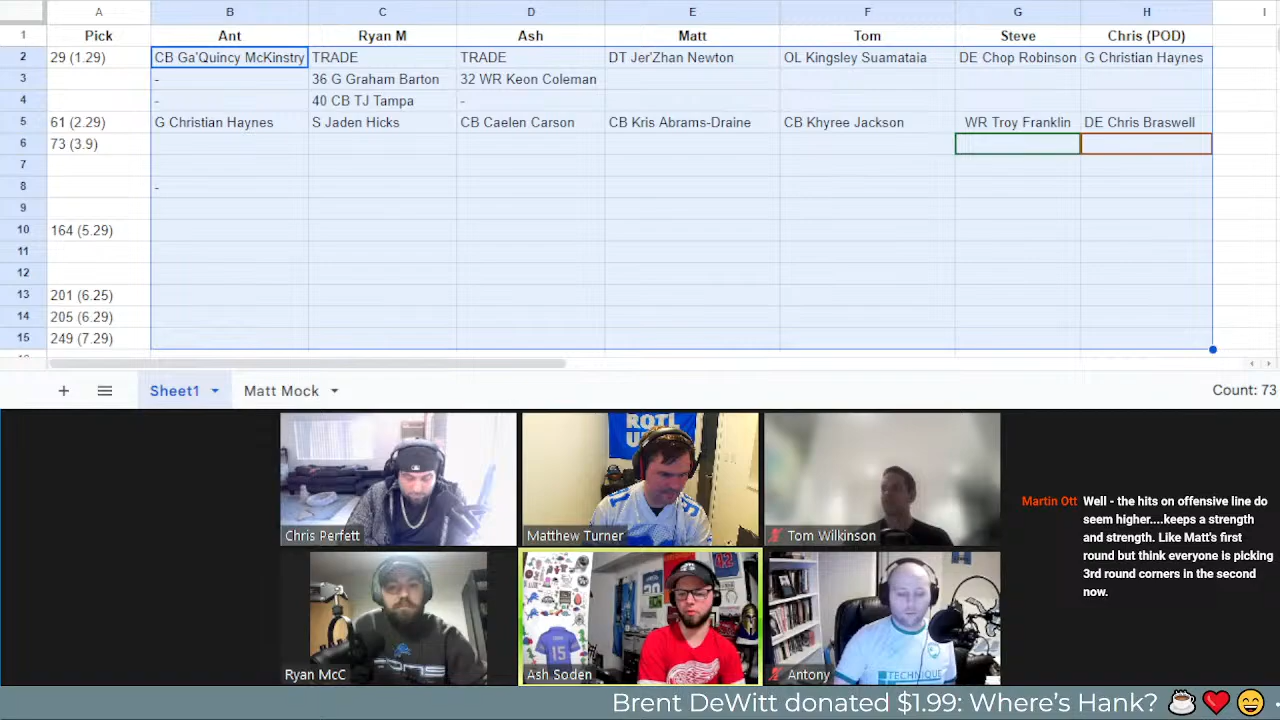 A B C D E F G H I
1 Pick Ant Ryan M Ash Matt Tom Steve Chris (POD)
2 29 (1.29) CB Ga'Quincy McKinstry TRADE TRADE DT Jer'Zhan Newton OL Kingsley Suamataia DE Chop Robinson G Christian Haynes
3 - 36 G Graham Barton 32 WR Keon Coleman
4 - 40 CB TJ Tampa -
5 61 (2.29) G Christian Haynes S Jaden Hicks CB Caelen Carson CB Kris Abrams-Draine CB Khyree Jackson WR Troy Franklin DE Chris Braswell
6 73 (3.9)
7
8 -
9
10 164 (5.29)
11
12
13 201 (6.25)
14 205 (6.29)
15 249 (7.29)
Sheet1 Matt Mock Count: 73
ROTL
Chris Perfett
Matthew Turner
Tom Wilkinson
Martin Ott Well - the hits on offensive line do
seem higher....keeps a strength
and strength. Like Matt's first
round but think everyone is picking
3rd round corners in the second
now.
42
15
TECHNIQUE
Ryan McC
Ash Soden
Antony
Brent DeWitt donated $1.99: Where's Hank? ☕❤️😄